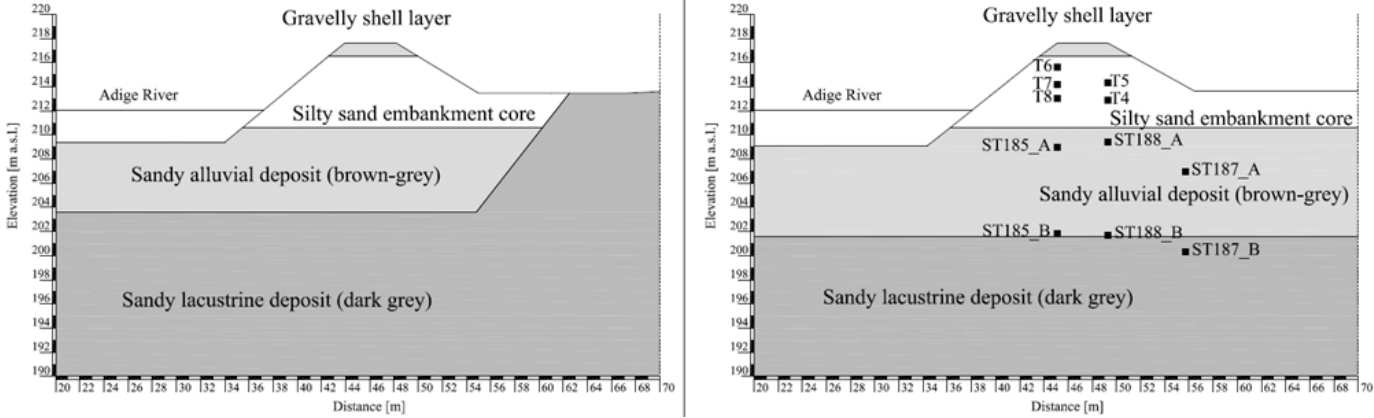 220
218
216
214
212
210
208
206
204
202
200
198
196
194
192
190
Elevation [m a.s.l.]
Gravelly shell layer
Adige River
Silty sand embankment core
Sandy alluvial deposit (brown-grey)
Sandy lacustrine deposit (dark grey)
20 22 24 26 28 30 32 34 36 38 40 42 44 46 48 50 52 54 56 58 60 62 64 66 68 70
Distance [m]
220
218
216
214
212
210
208
206
204
202
200
198
196
194
192
190
Elevation [m a.s.l.]
Gravelly shell layer
T6
T7 T5
T8 T4
Adige River
Silty sand embankment core
ST185_A ST188_A
ST187_A
Sandy alluvial deposit (brown-grey)
ST185_B ST188_B
ST187_B
Sandy lacustrine deposit (dark grey)
20 22 24 26 28 30 32 34 36 38 40 42 44 46 48 50 52 54 56 58 60 62 64 66 68 70
Distance [m]